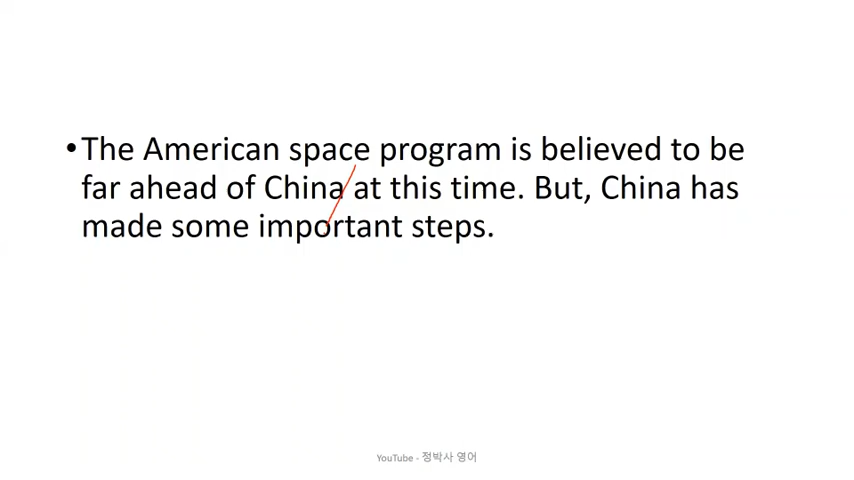 •The American space program is believed to be
far ahead of China at this time. But, China has
made some important steps.
YouTube - 정박사 영어